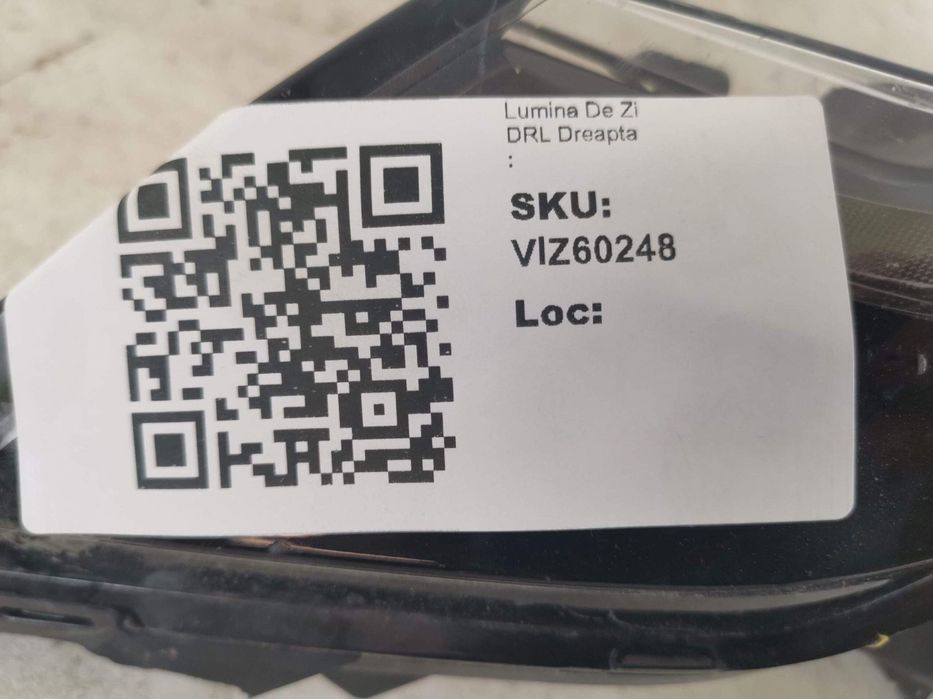 Lumina De Zi
DRL Dreapta
:
SKU:
VIZ60248
Loc: